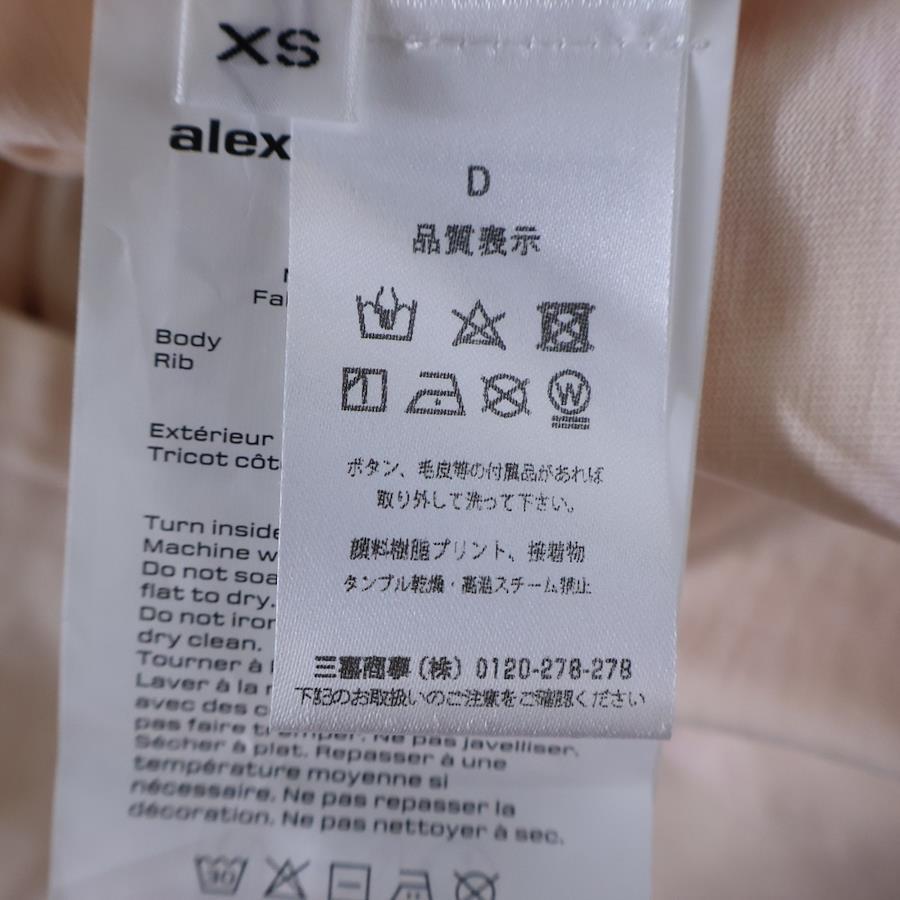 XS
alex
D
品質表示
W
Body
Rib
Extérieur
Tricot côt
ボタン、毛皮等の付属品があれば
取り外して洗って下さい。
顔料樹脂プリント、接着物
タンブル乾燥・高温スチーム禁止
三喜商事(株) 0120-278-278
下記のお取扱いのご注意をご確認ください
Turn inside
Machine w
Do not soa
flat to dry.
Do not iron
dry clean.
Tourner à
Laver à la
avec des c
pas faire tremper. Ne pas javelliser.
Sécher à plat. Repasser à une
température moyenne si
nécessaire. Ne pas repasser la
décoration. Ne pas nettoyer à sec.
30